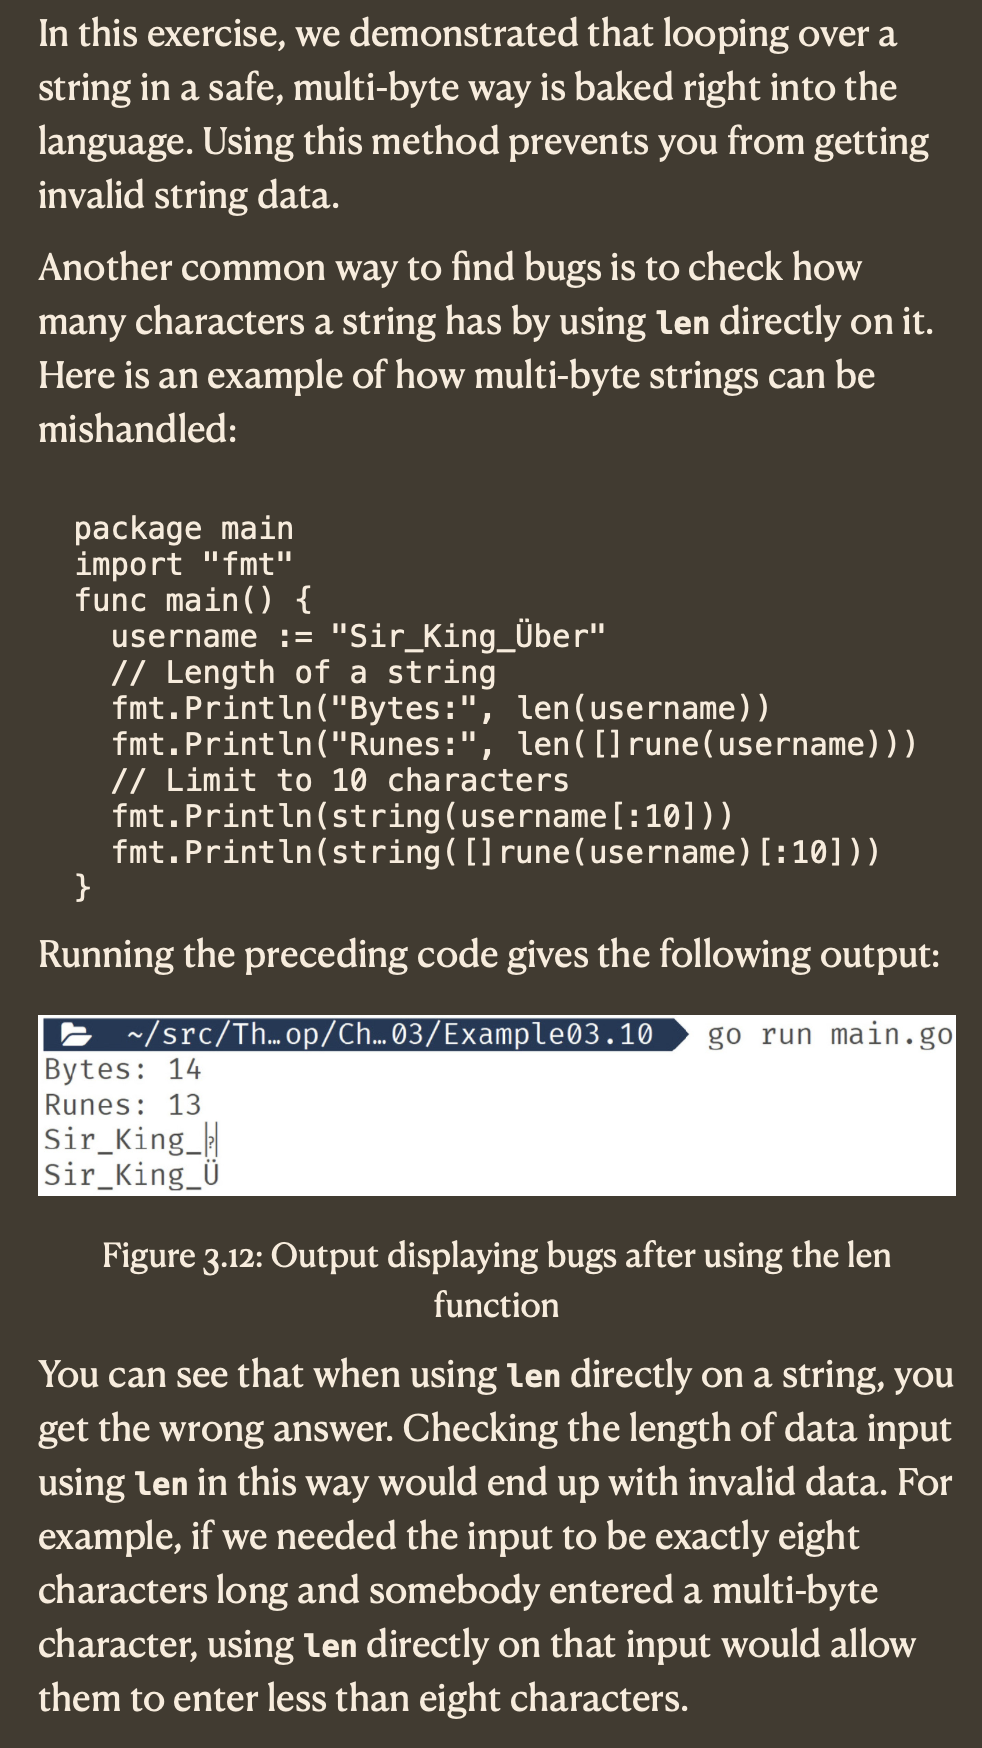 In this exercise, we demonstrated that looping over a
string in a safe, multi-byte way is baked right into the
language. Using this method prevents you from getting
invalid string data.
Another common way to find bugs is to check how
many characters a string has by using len directly on it.
Here is an example of how multi-byte strings can be
mishandled:
package main
import "fmt"
func main() {
  username := "Sir_King_Über"
  // Length of a string
  fmt.Println("Bytes:", len(username))
  fmt.Println("Runes:", len([]rune(username)))
  // Limit to 10 characters
  fmt.Println(string(username[:10]))
  fmt.Println(string([]rune(username)[:10]))
}
Running the preceding code gives the following output:
~/src/Th…op/Ch…03/Example03.10 go run main.go
Bytes: 14
Runes: 13
Sir_King_?
Sir_King_Ü
Figure 3.12: Output displaying bugs after using the len
function
You can see that when using len directly on a string, you
get the wrong answer. Checking the length of data input
using len in this way would end up with invalid data. For
example, if we needed the input to be exactly eight
characters long and somebody entered a multi-byte
character, using len directly on that input would allow
them to enter less than eight characters.